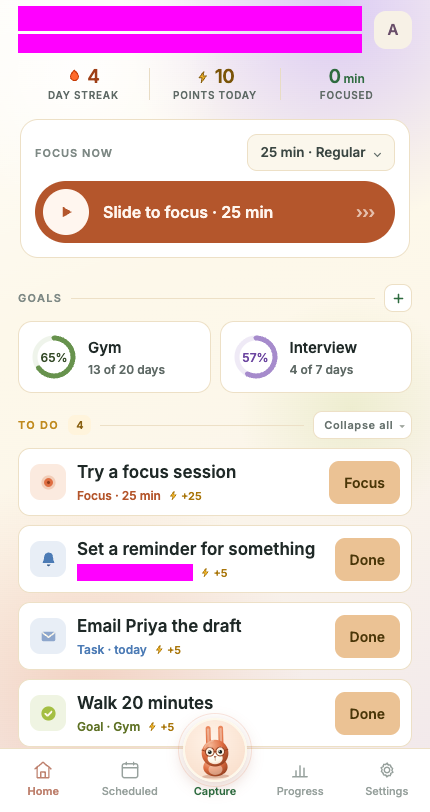 A
4
DAY STREAK
10
POINTS TODAY
0 min
FOCUSED
FOCUS NOW
25 min · Regular
Slide to focus · 25 min
›››
GOALS
+
65%
Gym
13 of 20 days
57%
Interview
4 of 7 days
TO DO 4
Collapse all
Try a focus session
Focus · 25 min +25
Focus
Set a reminder for something
+5
Done
Email Priya the draft
Task · today +5
Done
Walk 20 minutes
Goal · Gym +5
Done
Home
Scheduled
Capture
Progress
Settings